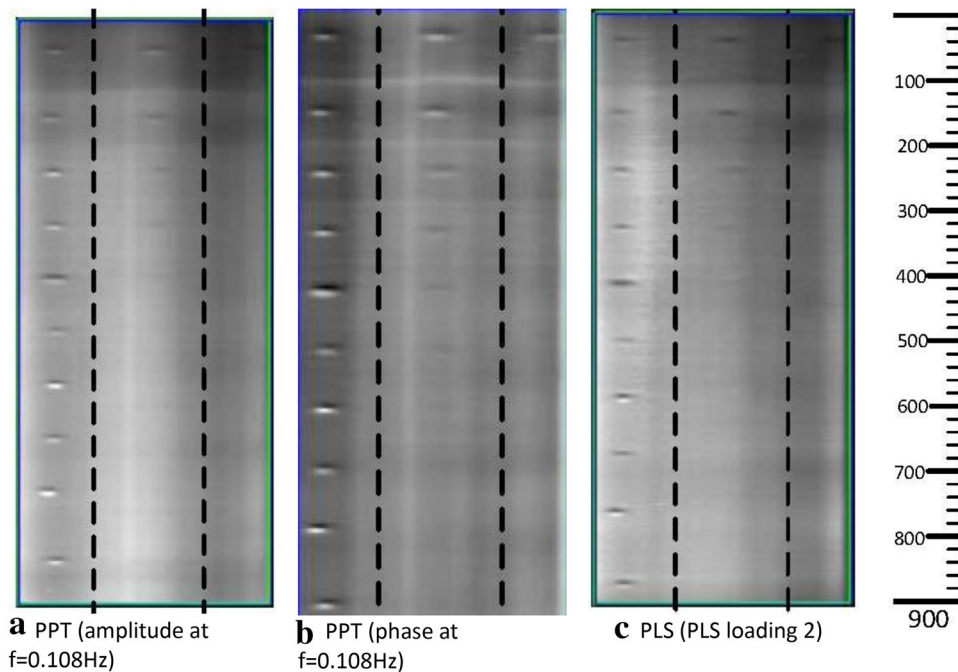 100
200
300
400
500
600
700
800
900
a PPT (amplitude at
f=0.108Hz)
b PPT (phase at
f=0.108Hz)
c PLS (PLS loading 2)